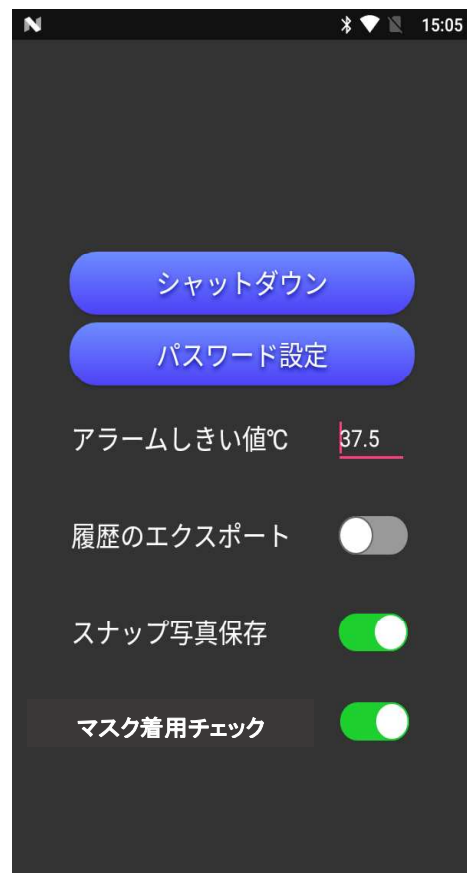 15:05
シャットダウン
パスワード設定
アラームしきい値℃ 37.5
履歴のエクスポート
スナップ写真保存
マスク着用チェック